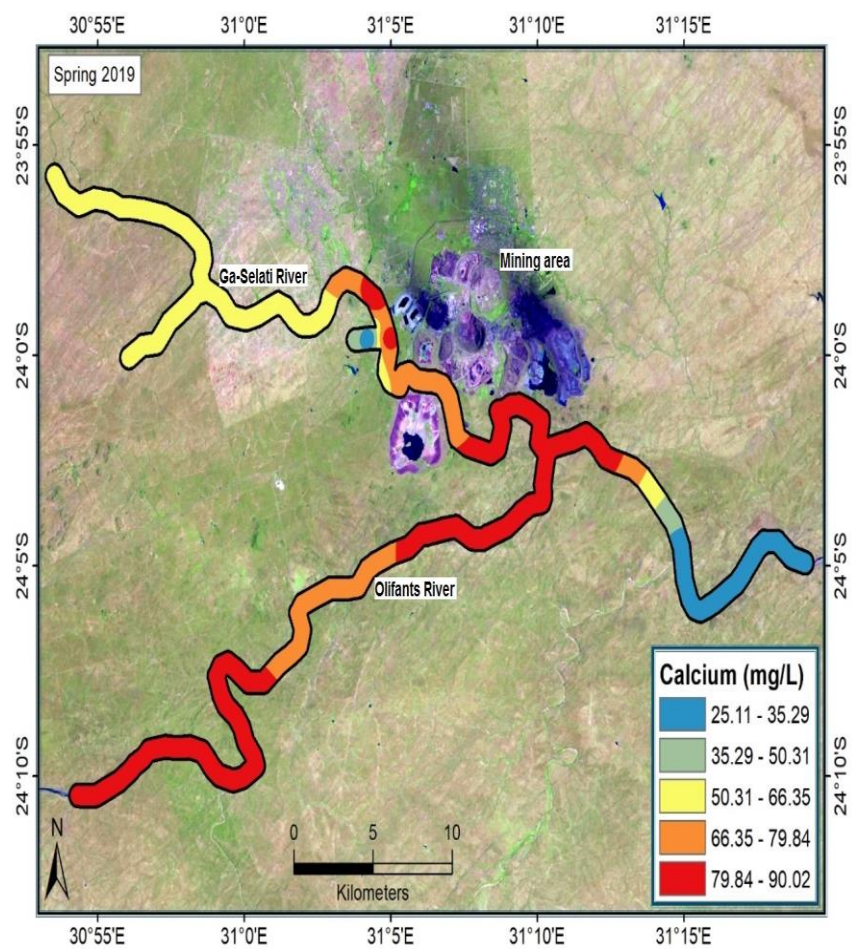 30°55'E 31°0'E 31°5'E 31°10'E 31°15'E
Spring 2019
23°55'S 23°55'S
Mining area
Ga-Selati River
24°0'S 24°0'S
24°5'S 24°5'S
Olifants River
Calcium (mg/L)
25.11 - 35.29
35.29 - 50.31
50.31 - 66.35
66.35 - 79.84
79.84 - 90.02
24°10'S 24°10'S
N
0 5 10
Kilometers
30°55'E 31°0'E 31°5'E 31°10'E 31°15'E